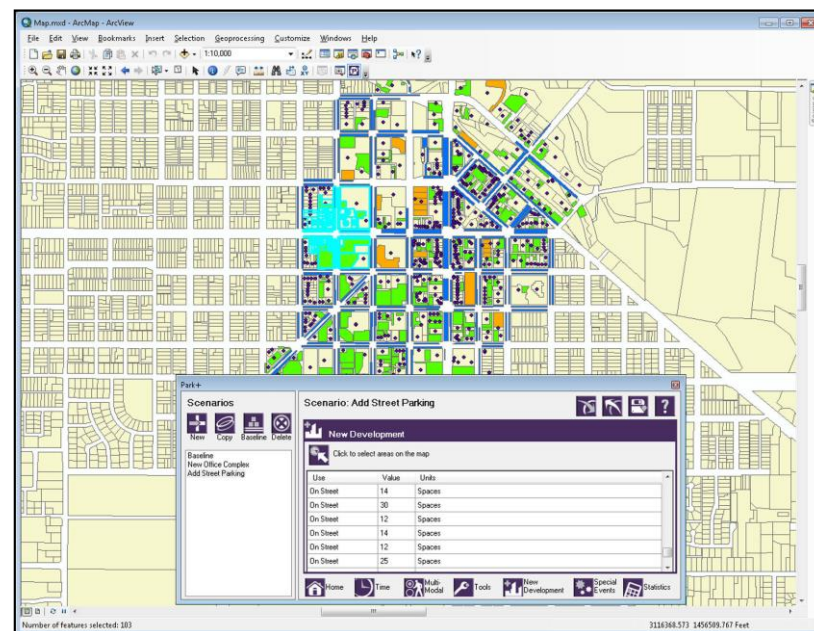 Map.mxd - ArcMap - ArcView
File Edit View Bookmarks Insert Selection Geoprocessing Customize Windows Help
1:10,000
Park+
Scenarios
New Copy Baseline Delete
Baseline
New Office Complex
Add Street Parking
Scenario: Add Street Parking
New Development
Click to select areas on the map
Use Value Units
On Street 14 Spaces
On Street 30 Spaces
On Street 12 Spaces
On Street 14 Spaces
On Street 12 Spaces
On Street 25 Spaces
Home Time Multi-Modal Tools New Development Special Events Statistics
Number of features selected: 183
3116368.573 1456589.767 Feet